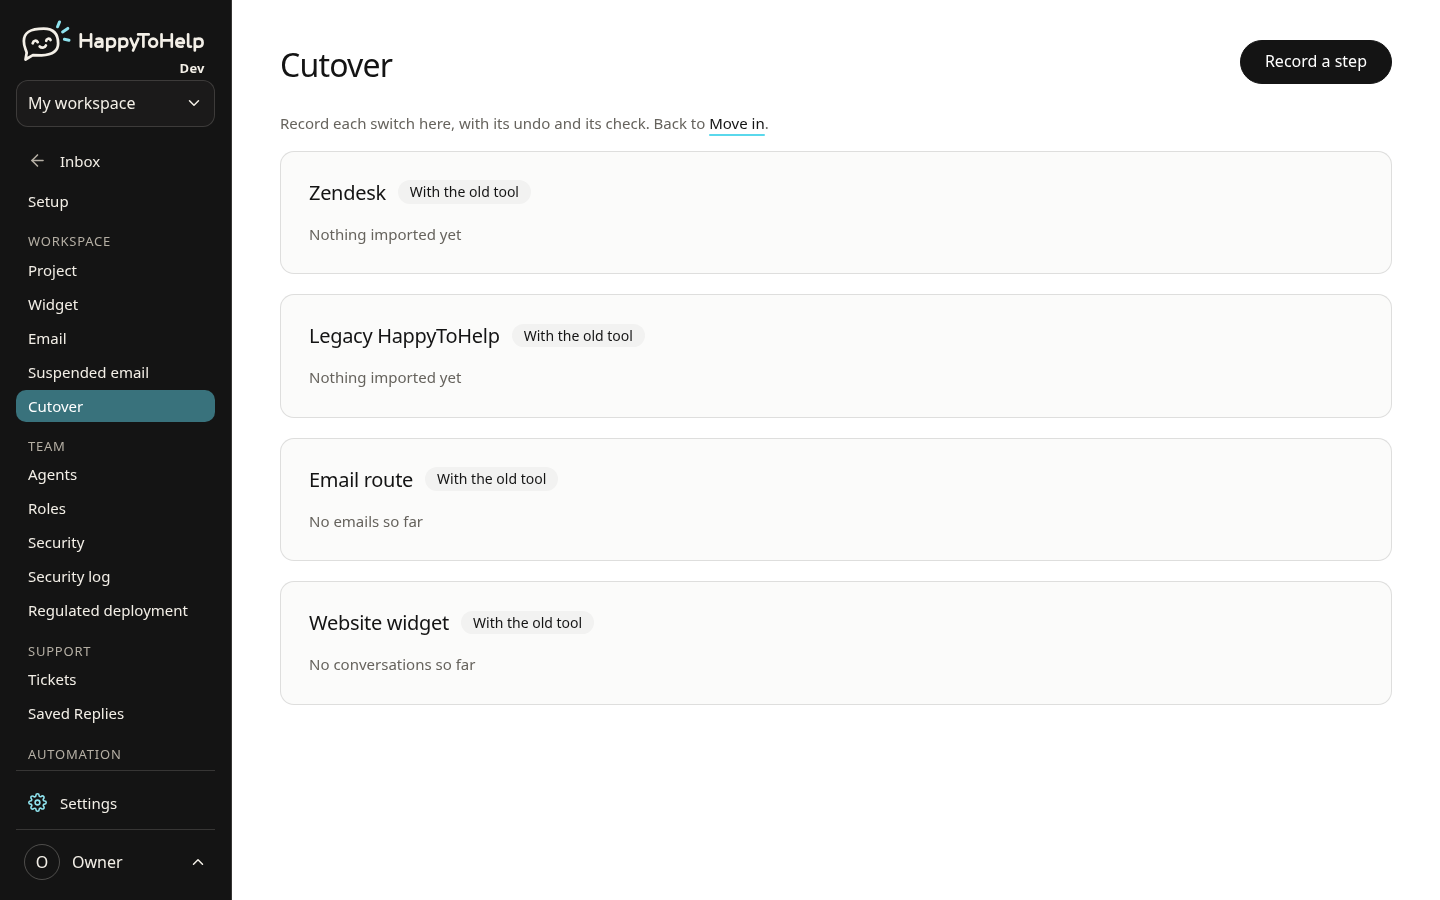 HappyToHelp
Dev
My workspace
Inbox
Setup
WORKSPACE
Project
Widget
Email
Suspended email
Cutover
TEAM
Agents
Roles
Security
Security log
Regulated deployment
SUPPORT
Tickets
Saved Replies
AUTOMATION
Settings
O Owner
Cutover
Record a step
Record each switch here, with its undo and its check. Back to Move in.
Zendesk With the old tool
Nothing imported yet
Legacy HappyToHelp With the old tool
Nothing imported yet
Email route With the old tool
No emails so far
Website widget With the old tool
No conversations so far